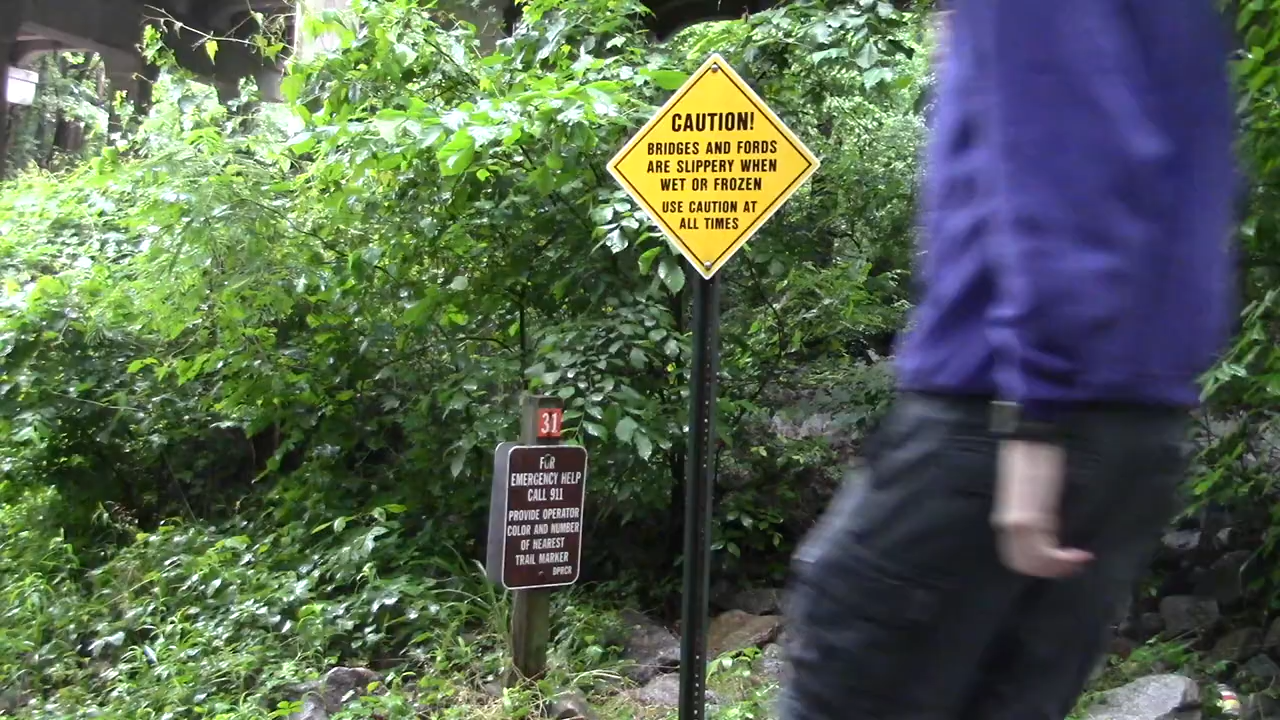 CAUTION!
BRIDGES AND FORDS
ARE SLIPPERY WHEN
WET OR FROZEN
USE CAUTION AT
ALL TIMES
31
FOR
EMERGENCY HELP
CALL 911
PROVIDE OPERATOR
COLOR AND NUMBER
OF NEAREST
TRAIL MARKER
DPRCR